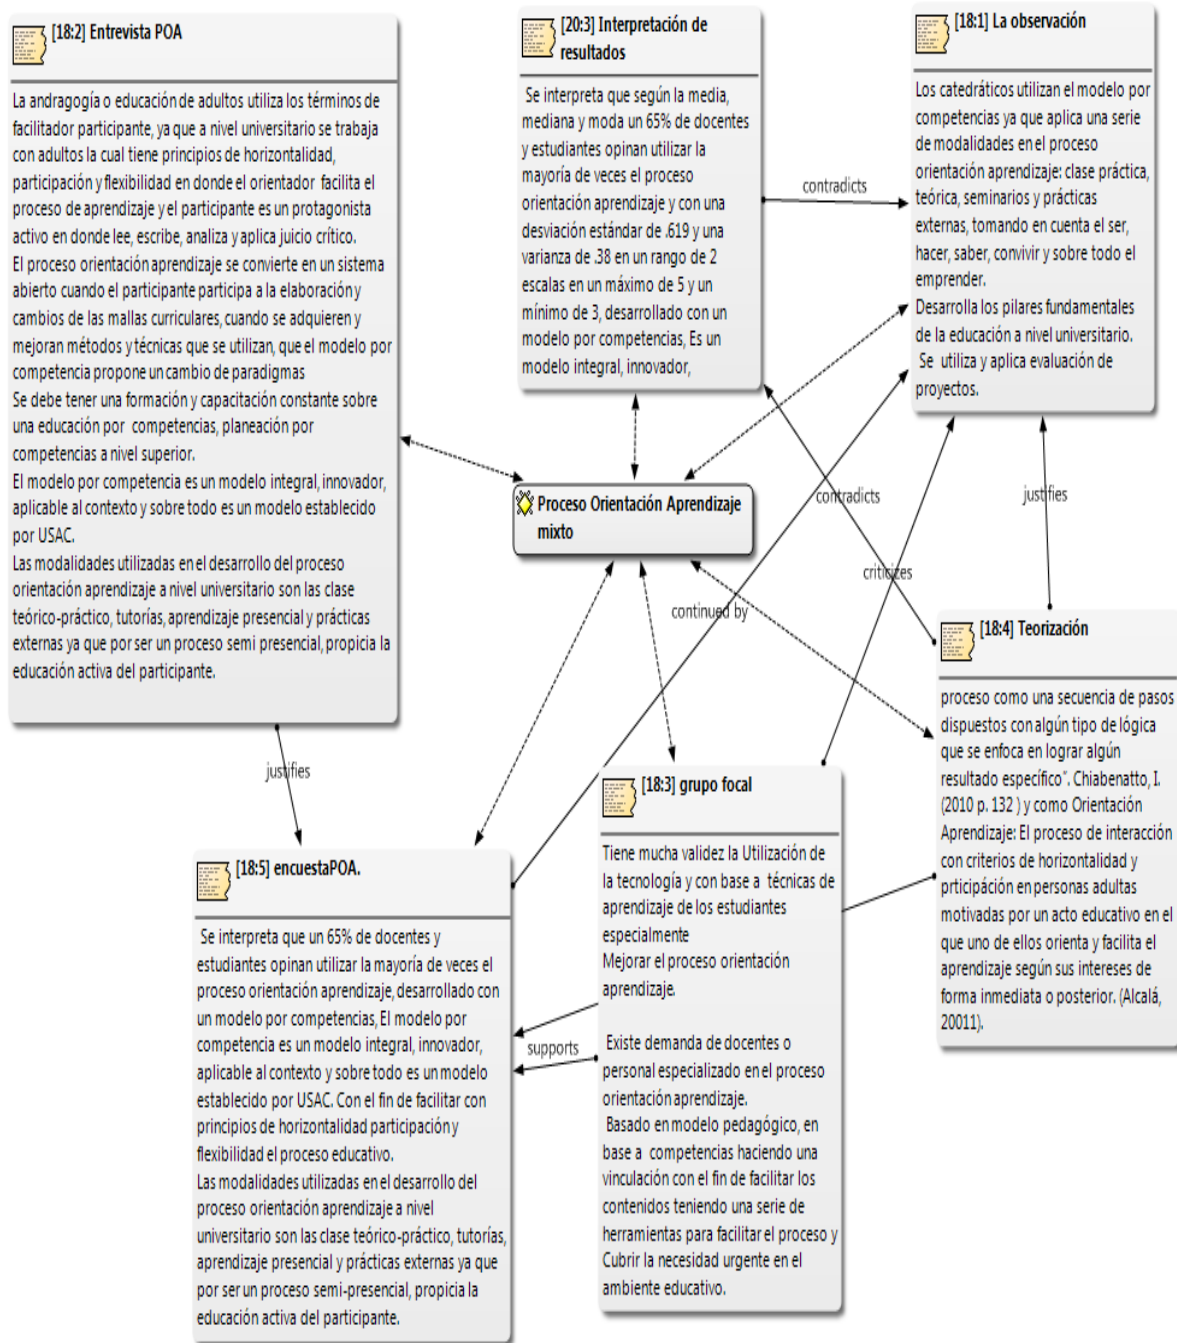 [18:2] Entrevista POA
La andragogía o educación de adultos utiliza los términos de
facilitador participante, ya que a nivel universitario se trabaja
con adultos la cual tiene principios de horizontalidad,
participación y flexibilidad en donde el orientador facilita el
proceso de aprendizaje y el participante es un protagonista
activo en donde lee, escribe, analiza y aplica juicio crítico.
El proceso orientación aprendizaje se convierte en un sistema
abierto cuando el participante participa a la elaboración y
cambios de las mallas curriculares, cuando se adquieren y
mejoran métodos y técnicas que se utilizan, que el modelo por
competencia propone un cambio de paradigmas
Se debe tener una formación y capacitación constante sobre
una educación por competencias, planeación por
competencias a nivel superior.
El modelo por competencia es un modelo integral, innovador,
aplicable al contexto y sobre todo es un modelo establecido
por USAC.
Las modalidades utilizadas en el desarrollo del proceso
orientación aprendizaje a nivel universitario son las clase
teórico-práctico, tutorías, aprendizaje presencial y prácticas
externas ya que por ser un proceso semi presencial, propicia la
educación activa del participante.
[20:3] Interpretación de
resultados
Se interpreta que según la media,
mediana y moda un 65% de docentes
y estudiantes opinan utilizar la
mayoría de veces el proceso
orientación aprendizaje y con una
desviación estándar de .619 y una
varianza de .38 en un rango de 2
escalas en un máximo de 5 y un
mínimo de 3, desarrollado con un
modelo por competencias, Es un
modelo integral, innovador,
[18:1] La observación
Los catedráticos utilizan el modelo por
competencias ya que aplica una serie
de modalidades en el proceso
orientación aprendizaje: clase práctica,
teórica, seminarios y prácticas
externas, tomando en cuenta el ser,
hacer, saber, convivir y sobre todo el
emprender.
Desarrolla los pilares fundamentales
de la educación a nivel universitario.
Se utiliza y aplica evaluación de
proyectos.
contradicts
Proceso Orientación Aprendizaje
mixto
contradicts
justifies
criticizes
continued by
[18:4] Teorización
proceso como una secuencia de pasos
dispuestos con algún tipo de lógica
que se enfoca en lograr algún
resultado específico". Chiabenatto, I.
(2010 p. 132 ) y como Orientación
Aprendizaje: El proceso de interacción
con criterios de horizontalidad y
prticipáción en personas adultas
motivadas por un acto educativo en el
que uno de ellos orienta y facilita el
aprendizaje según sus intereses de
forma inmediata o posterior. (Alcalá,
20011).
justifies
[18:5] encuestaPOA.
Se interpreta que un 65% de docentes y
estudiantes opinan utilizar la mayoría de veces el
proceso orientación aprendizaje, desarrollado con
un modelo por competencias, El modelo por
competencia es un modelo integral, innovador,
aplicable al contexto y sobre todo es un modelo
establecido por USAC. Con el fin de facilitar con
principios de horizontalidad participación y
flexibilidad el proceso educativo.
Las modalidades utilizadas en el desarrollo del
proceso orientación aprendizaje a nivel
universitario son las clase teórico-práctico, tutorías,
aprendizaje presencial y prácticas externas ya que
por ser un proceso semi-presencial, propicia la
educación activa del participante.
supports
[18:3] grupo focal
Tiene mucha validez la Utilización de
la tecnología y con base a técnicas de
aprendizaje de los estudiantes
especialmente
Mejorar el proceso orientación
aprendizaje.
Existe demanda de docentes o
personal especializado en el proceso
orientación aprendizaje.
Basado en modelo pedagógico, en
base a competencias haciendo una
vinculación con el fin de facilitar los
contenidos teniendo una serie de
herramientas para facilitar el proceso y
Cubrir la necesidad urgente en el
ambiente educativo.